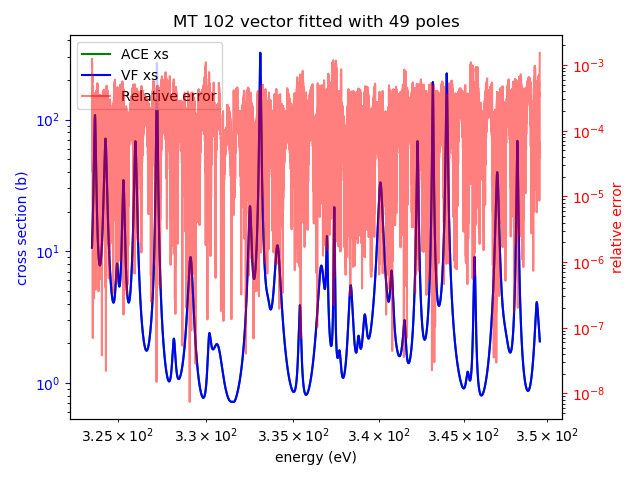 MT 102 vector fitted with 49 poles
ACE xs
VF xs
Relative error
10²
10¹
10⁰
cross section (b)
10⁻³
10⁻⁴
10⁻⁵
10⁻⁶
10⁻⁷
10⁻⁸
relative error
3.25 × 10² 3.3 × 10² 3.35 × 10² 3.4 × 10² 3.45 × 10² 3.5 × 10²
energy (eV)